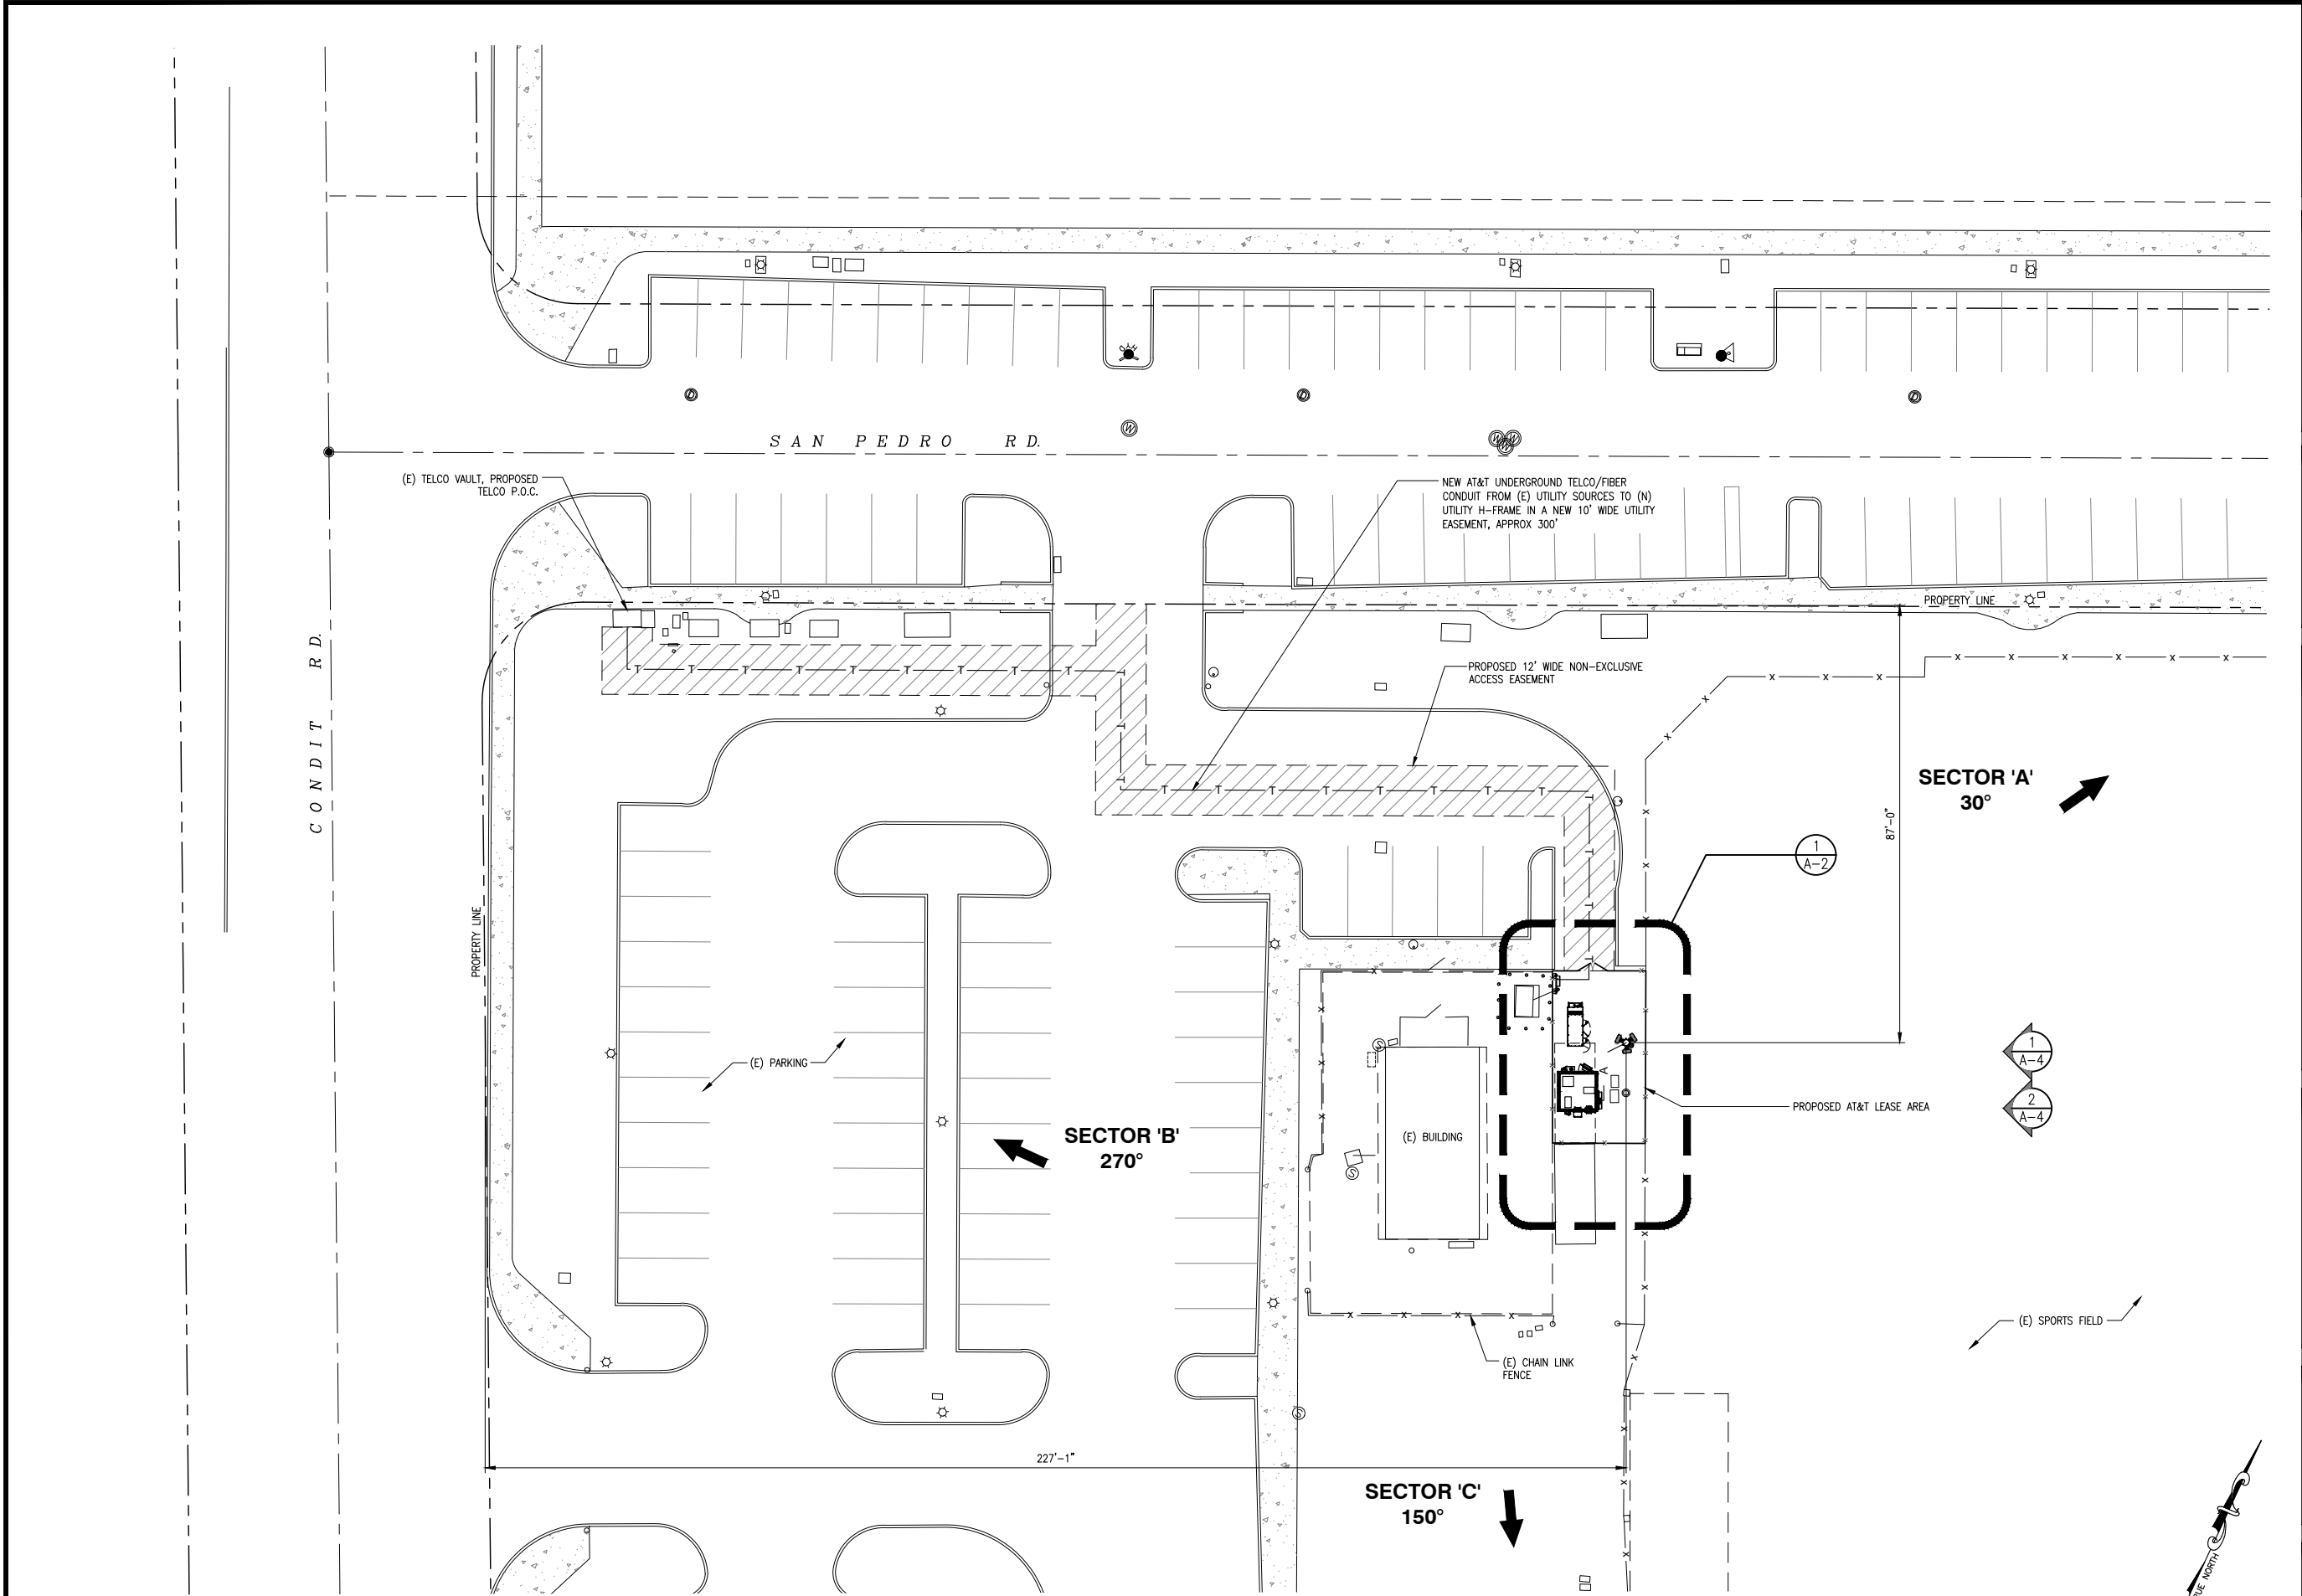 SAN PEDRO RD.
(E) TELCO VAULT, PROPOSED
TELCO P.O.C.
NEW AT&T UNDERGROUND TELCO/FIBER
CONDUIT FROM (E) UTILITY SOURCES TO (N)
UTILITY H-FRAME IN A NEW 10' WIDE UTILITY
EASEMENT, APPROX 300'
PROPERTY LINE
CONDIT RD.
PROPOSED 12' WIDE NON-EXCLUSIVE
ACCESS EASEMENT
SECTOR 'A'
30°
87'-0"
1
A-2
PROPERTY LINE
(E) PARKING
1
A-4
2
A-4
PROPOSED AT&T LEASE AREA
SECTOR 'B'
270°
(E) BUILDING
A
(E) SPORTS FIELD
(E) CHAIN LINK
FENCE
227'-1"
SECTOR 'C'
150°
NORTH